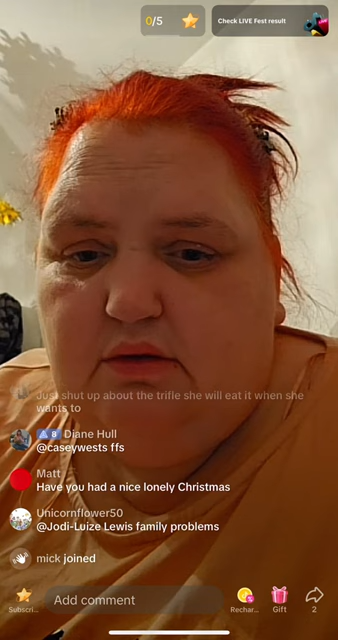 0/5
Check LIVE Fest result
Just shut up about the trifle she will eat it when she
wants to
8 Diane Hull
@caseywests ffs
Matt
Have you had a nice lonely Christmas
Unicornflower50
@Jodi-Luize Lewis family problems
mick joined
Subscri...
Add comment
Rechar...
Gift
2